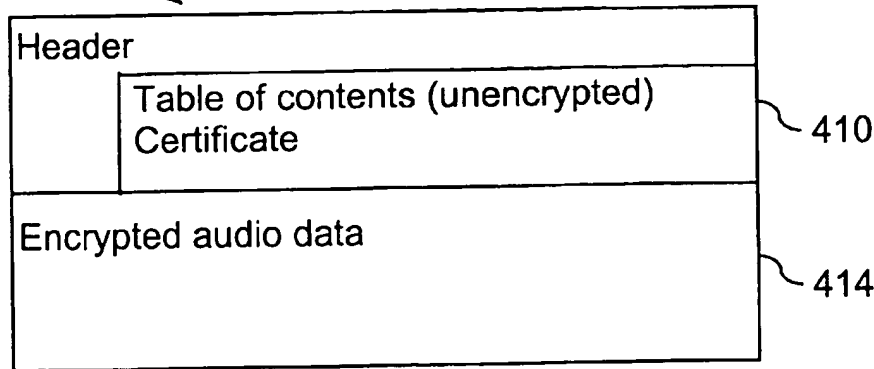 Header
Table of contents (unencrypted)
Certificate
410
Encrypted audio data
414